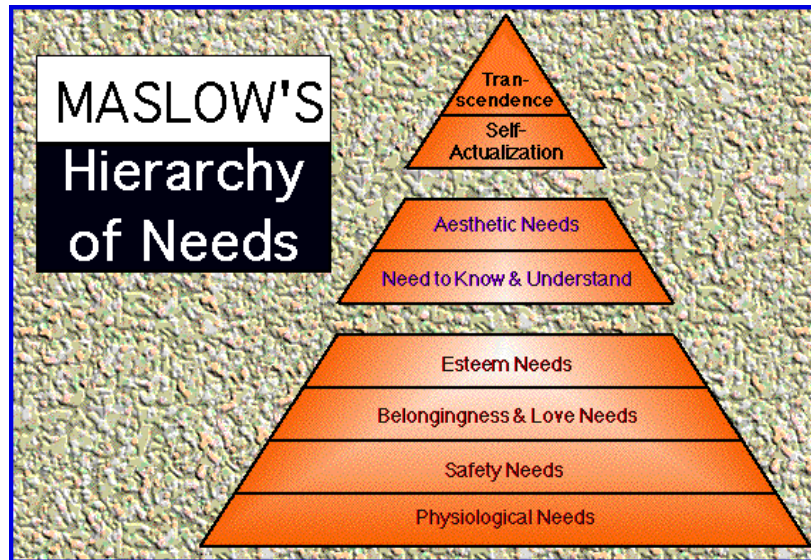 MASLOW'S
Hierarchy
of Needs
Tran-
scendence
Self-
Actualization
Aesthetic Needs
Need to Know & Understand
Esteem Needs
Belongingness & Love Needs
Safety Needs
Physiological Needs